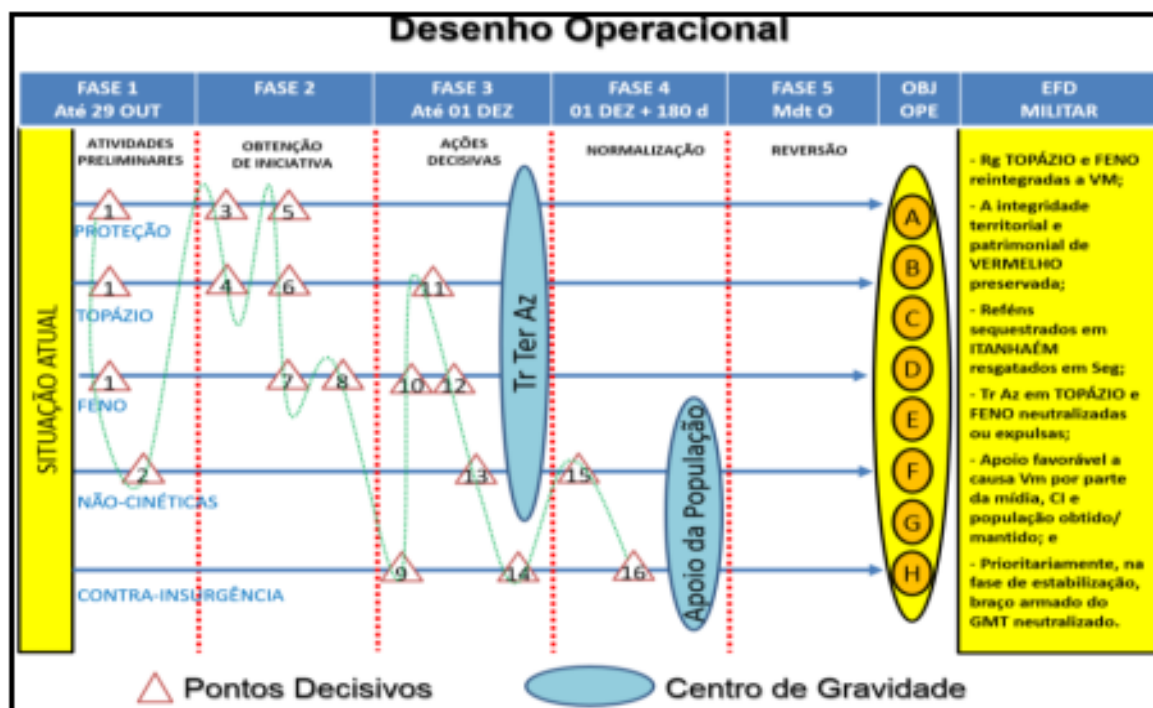 Desenho Operacional
FASE 1
Até 29 OUT
FASE 2
FASE 3
Até 01 DEZ
FASE 4
01 DEZ + 180 d
FASE 5
Mdt O
OBJ
OPE
EFD
MILITAR
SITUAÇÃO ATUAL
ATIVIDADES
PRELIMINARES
OBTENÇÃO
DE INICIATIVA
AÇÕES
DECISIVAS
NORMALIZAÇÃO
REVERSÃO
1
3
5
PROTEÇÃO
1
4
6
11
TOPÁZIO
1
7
8
10
12
FENO
2
13
15
NÃO-CINÉTICAS
9
14
16
CONTRA-INSURGÊNCIA
Tr Ter Az
Apoio da População
A
B
C
D
E
F
G
H
- Rg TOPÁZIO e FENO
reintegradas a VM;
- A integridade
territorial e
patrimonial de
VERMELHO
preservada;
- Reféns
sequestrados em
ITANHAÉM
resgatados em Seg;
- Tr Az em TOPÁZIO e
FENO neutralizadas
ou expulsas;
- Apoio favorável a
causa Vm por parte
da mídia, CI e
população obtido/
mantido; e
- Prioritariamente, na
fase de estabilização,
braço armado do
GMT neutralizado.
Pontos Decisivos
Centro de Gravidade